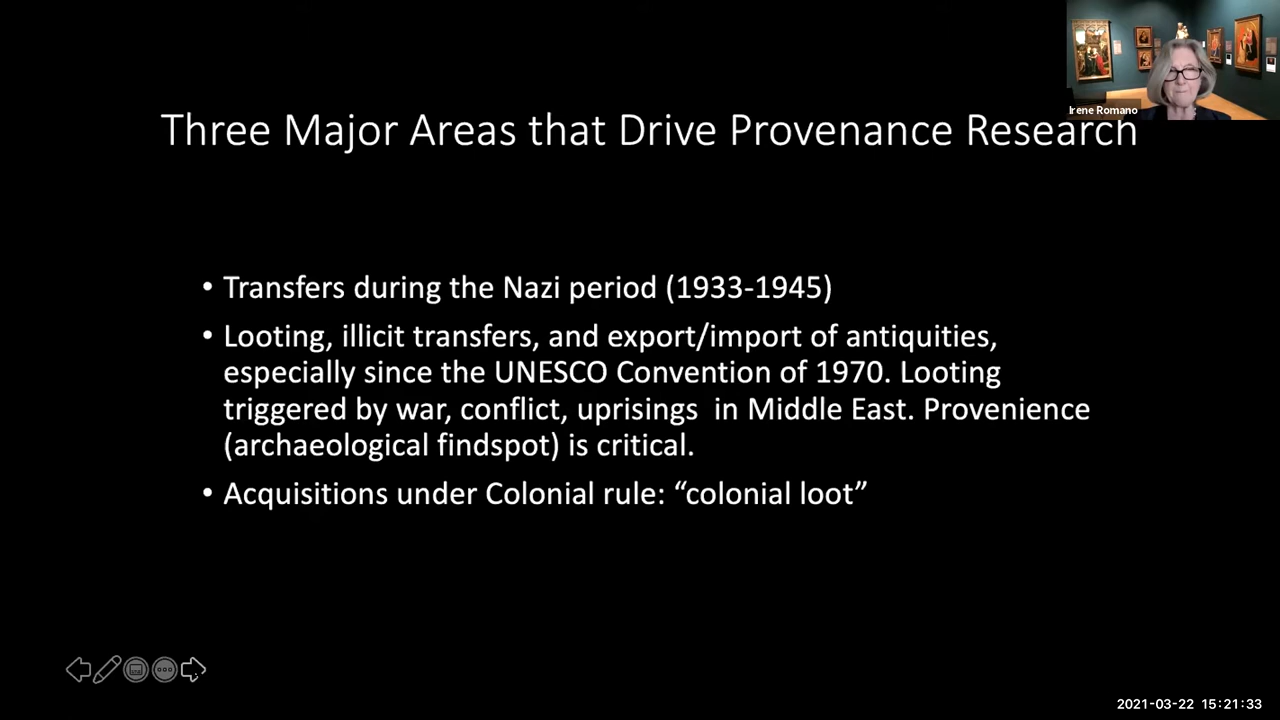 Irene Romano
Three Major Areas that Drive Provenance Research
• Transfers during the Nazi period (1933-1945)
• Looting, illicit transfers, and export/import of antiquities,
especially since the UNESCO Convention of 1970. Looting
triggered by war, conflict, uprisings  in Middle East. Provenience
(archaeological findspot) is critical.
• Acquisitions under Colonial rule: “colonial loot”
2021-03-22 15:21:33